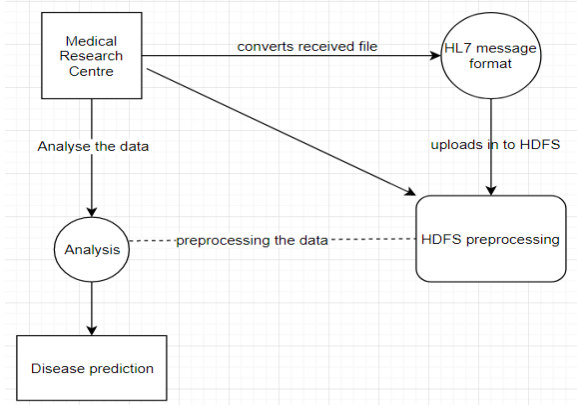 Medical
Research
Centre
converts received file
HL7 message
format
Analyse the data
uploads in to HDFS
Analysis
preprocessing the data
HDFS preprocessing
Disease prediction